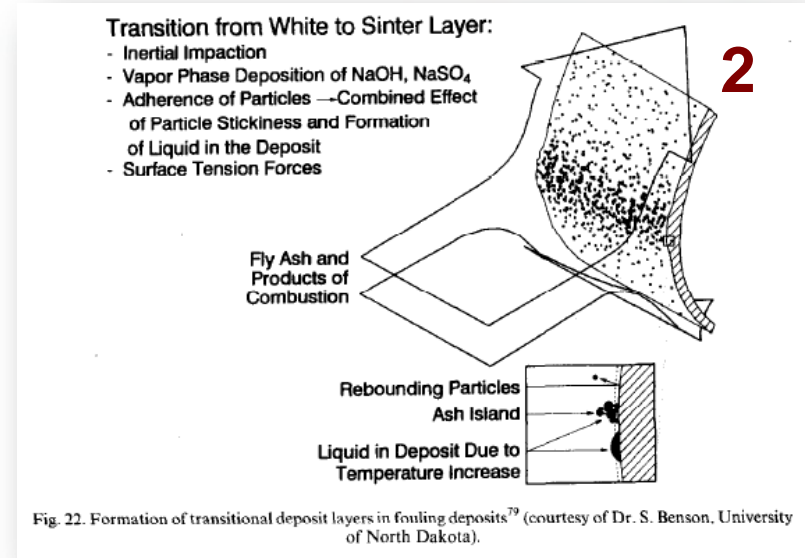 Transition from White to Sinter Layer:
- Inertial Impaction
- Vapor Phase Deposition of NaOH, NaSO₄
- Adherence of Particles →Combined Effect
of Particle Stickiness and Formation
of Liquid in the Deposit
- Surface Tension Forces
2
Fly Ash and
Products of
Combustion
Rebounding Particles
Ash Island
Liquid in Deposit Due to
Temperature Increase
Fig. 22. Formation of transitional deposit layers in fouling deposits⁷⁹ (courtesy of Dr. S. Benson, University
of North Dakota).